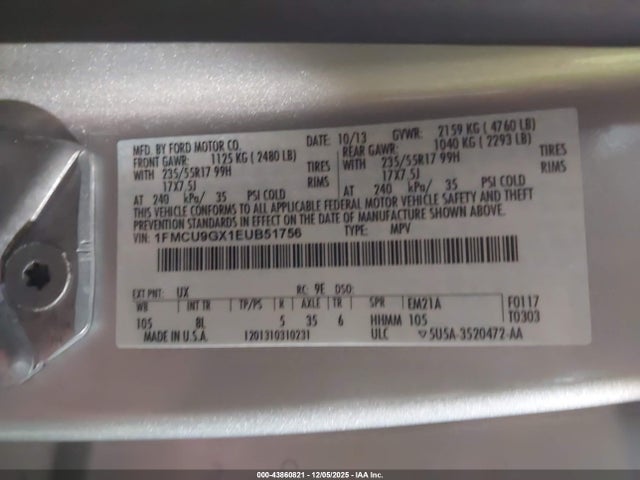 MFD. BY FORD MOTOR CO.
DATE: 10/13 GVWR: 2159 KG ( 4760 LB)
FRONT GAWR: 1125 KG ( 2480 LB) REAR GAWR: 1040 KG ( 2293 LB)
WITH 235/55R17 99H TIRES WITH 235/55R17 99H TIRES
17X7.5J RIMS 17X7.5J RIMS
AT 240 kPa/ 35 PSI COLD AT 240 kPa/ 35 PSI COLD
THIS VEHICLE CONFORMS TO ALL APPLICABLE FEDERAL MOTOR VEHICLE SAFETY AND THEFT
PREVENTION STANDARDS IN EFFECT ON THE DATE OF MANUFACTURE SHOWN ABOVE.
VIN: 1FMCU9GX1EUB51756 TYPE: MPV
EXT PNT: UX RC: 9E DSO:
WB INT TR TP/PS R AXLE TR SPR EM21A F0117
105 8L 5 35 6 HHMM 105 T0303
MADE IN U.S.A. 1201310310231 ULC 5U5A-3520472-AA
000-43860821 - 12/05/2025 - IAA Inc.